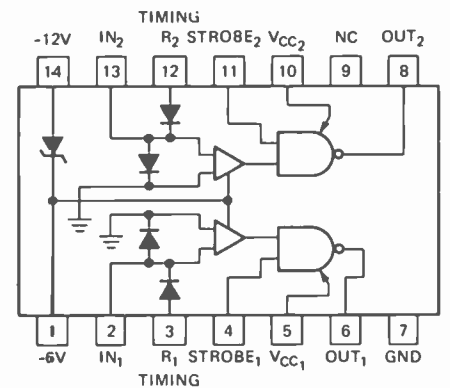 TIMING
-12V IN2 R2 STROBE2 VCC2 NC OUT2
14 13 12 11 10 9 8
1 2 3 4 5 6 7
-6V IN1 R1 STROBE1 VCC1 OUT1 GND
TIMING